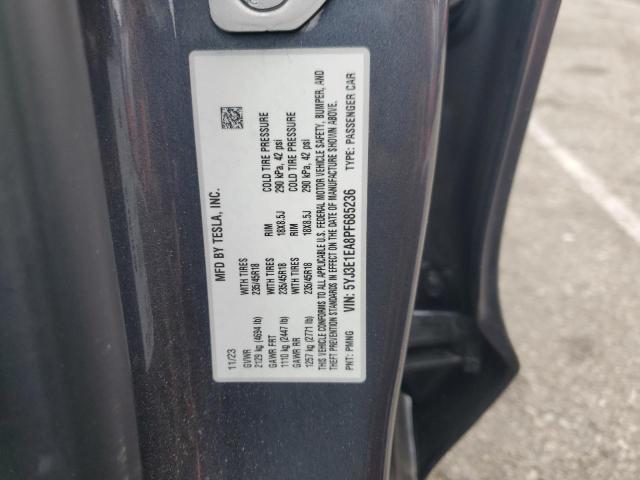 MFD BY TESLA, INC.
11/23
GVWR
2129 kg (4694 lb)
GAWR FRT WITH TIRES RIM COLD TIRE PRESSURE
1110 kg (2447 lb) 235/45R18 18X8.5J 290 kPa, 42 psi
GAWR RR WITH TIRES RIM COLD TIRE PRESSURE
1257 kg (2771 lb) 235/45R18 18X8.5J 290 kPa, 42 psi
THIS VEHICLE CONFORMS TO ALL APPLICABLE U.S. FEDERAL MOTOR VEHICLE SAFETY, BUMPER, AND
THEFT PREVENTION STANDARDS IN EFFECT ON THE DATE OF MANUFACTURE SHOWN ABOVE.
VIN: 5YJ3E1EA8PF685236
PNT: PMNG TYPE: PASSENGER CAR